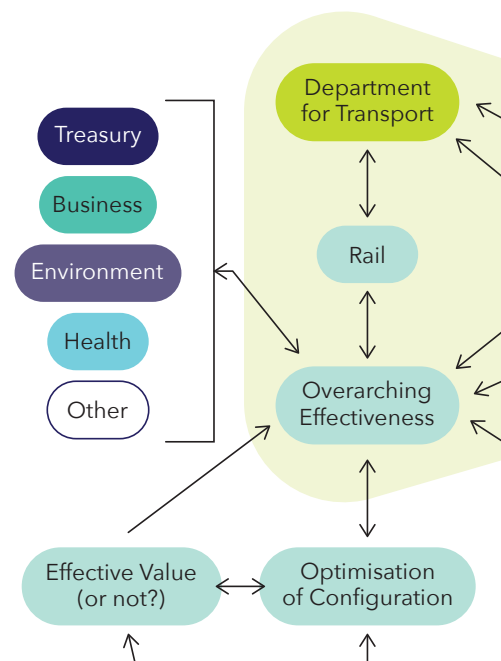 Department
for Transport
Treasury
Business
Environment
Health
Other
Rail
Overarching
Effectiveness
Effective Value
(or not?)
Optimisation
of Configuration